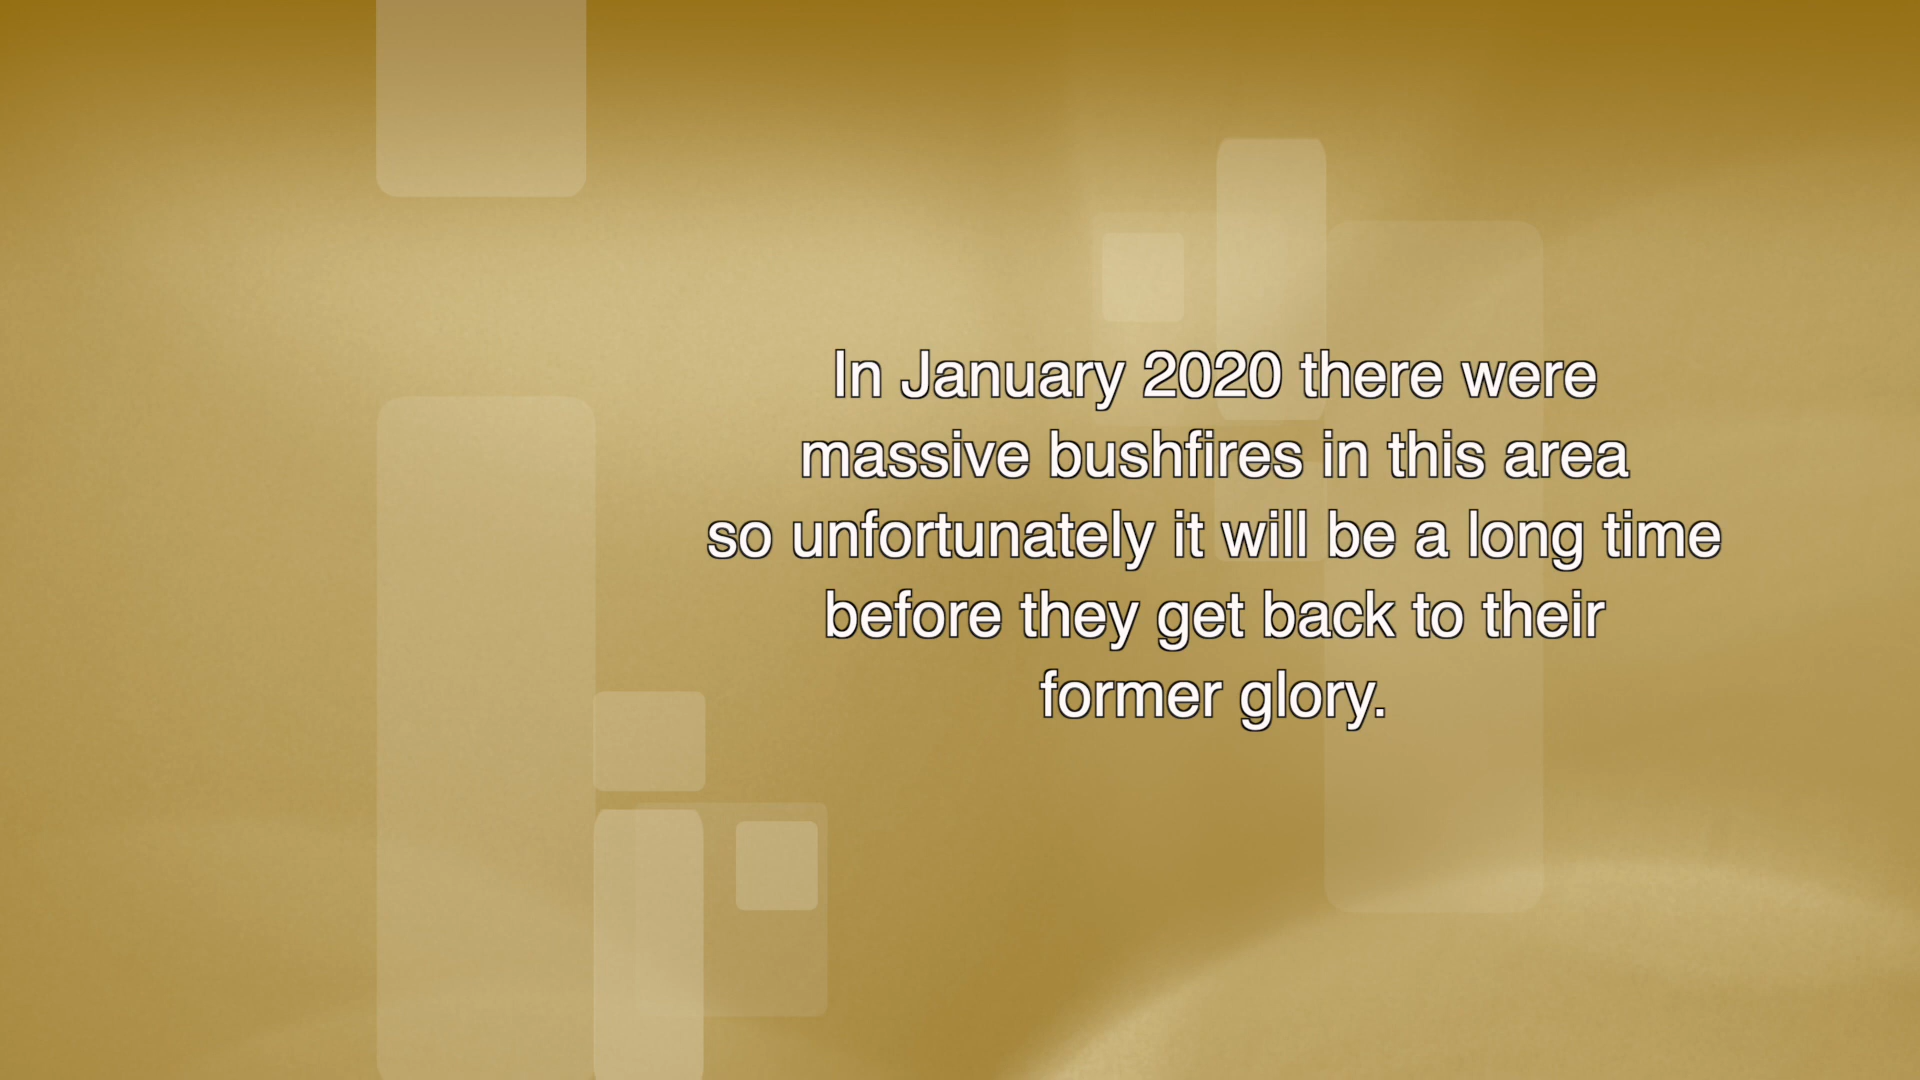 In January 2020 there were
massive bushfires in this area
so unfortunately it will be a long time
before they get back to their
former glory.